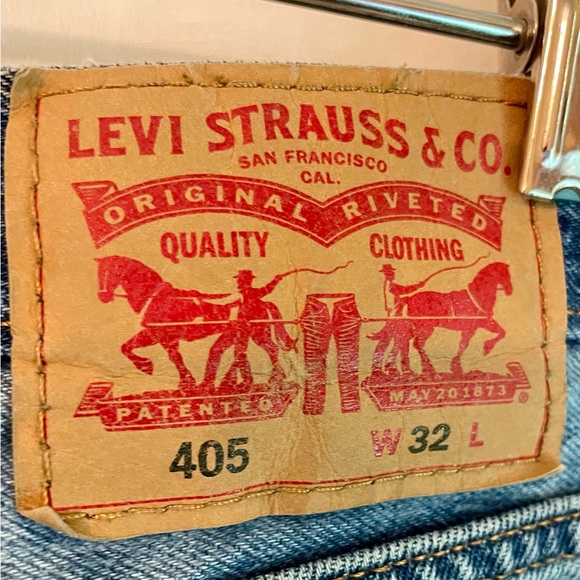 LEVI STRAUSS & CO.
SAN FRANCISCO
CAL.
ORIGINAL RIVETED
QUALITY CLOTHING
PATENTED MAY 20 1873 ®
405 W 32 L